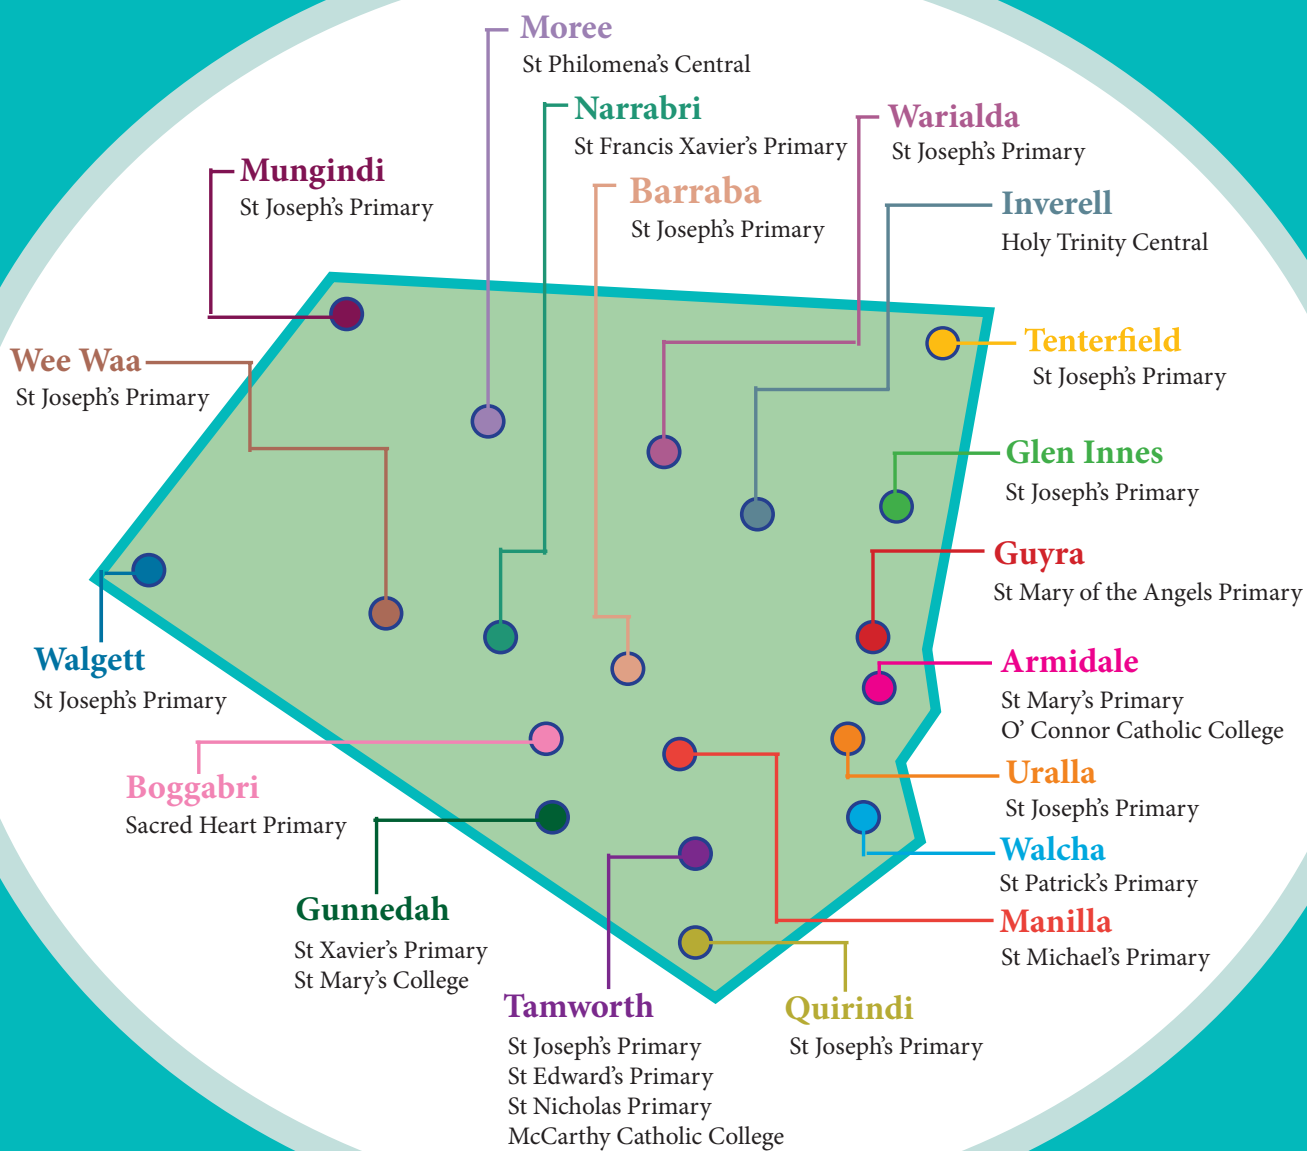 Moree
St Philomena's Central
Narrabri
St Francis Xavier's Primary
Warialda
St Joseph's Primary
Mungindi
St Joseph's Primary
Barraba
St Joseph's Primary
Inverell
Holy Trinity Central
Tenterfield
St Joseph's Primary
Wee Waa
St Joseph's Primary
Glen Innes
St Joseph's Primary
Guyra
St Mary of the Angels Primary
Walgett
St Joseph's Primary
Armidale
St Mary's Primary
O' Connor Catholic College
Boggabri
Sacred Heart Primary
Uralla
St Joseph's Primary
Walcha
St Patrick's Primary
Gunnedah
St Xavier's Primary
St Mary's College
Manilla
St Michael's Primary
Tamworth
St Joseph's Primary
St Edward's Primary
St Nicholas Primary
McCarthy Catholic College
Quirindi
St Joseph's Primary